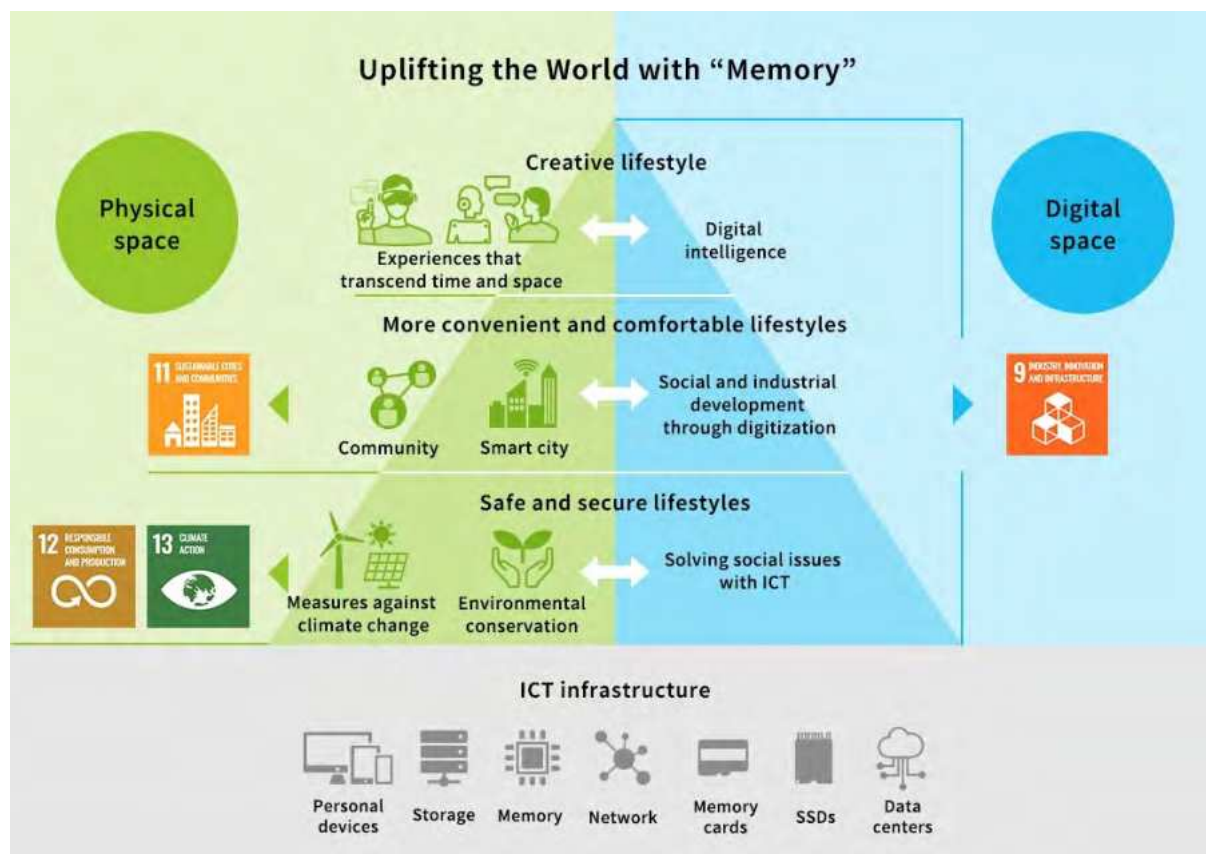 Uplifting the World with “Memory”
Physical
space
Digital
space
Creative lifestyle
Experiences that
transcend time and space
Digital
intelligence
More convenient and comfortable lifestyles
11 SUSTAINABLE CITIES
AND COMMUNITIES
Community
Smart city
Social and industrial
development
through digitization
9 INDUSTRY, INNOVATION
AND INFRASTRUCTURE
Safe and secure lifestyles
12 RESPONSIBLE
CONSUMPTION
AND PRODUCTION
13 CLIMATE
ACTION
Measures against
climate change
Environmental
conservation
Solving social issues
with ICT
ICT infrastructure
Personal
devices
Storage
Memory
Network
Memory
cards
SSDs
Data
centers